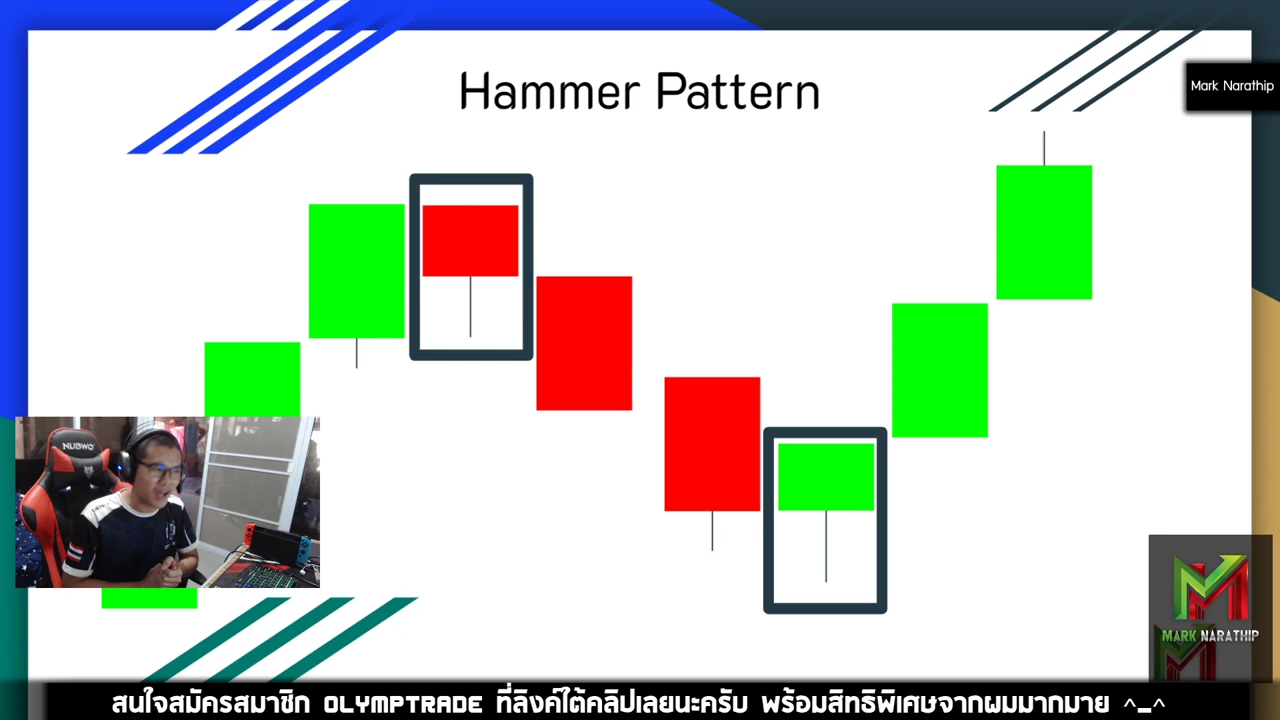 Hammer Pattern
Mark Narathip
NUBWO
MARK NARATHIP
สนใจสมัครสมาชิก OLYMPTRADE ที่ลิงค์ใต้คลิปเลยนะครับ พร้อมสิทธิพิเศษจากผมมากมาย ^_^